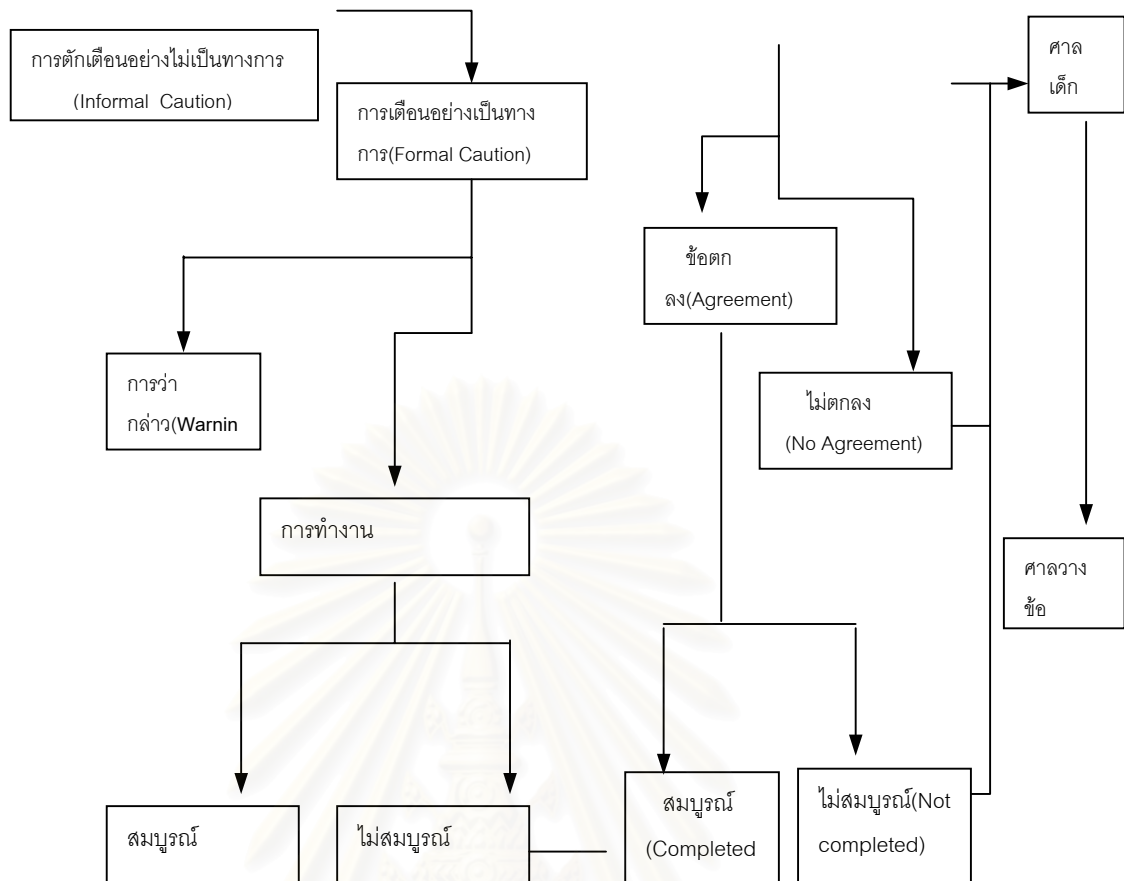 การตักเตือนอย่างไม่เป็นทางการ
(Informal Caution)
การเตือนอย่างเป็นทาง
การ(Formal Caution)
ศาล
เด็ก
ข้อตก
ลง(Agreement)
การว่า
กล่าว(Warnin
ไม่ตกลง
(No Agreement)
การทำงาน
ศาลวาง
ข้อ
สมบูรณ์
ไม่สมบูรณ์
สมบูรณ์
(Completed
ไม่สมบูรณ์(Not
completed)